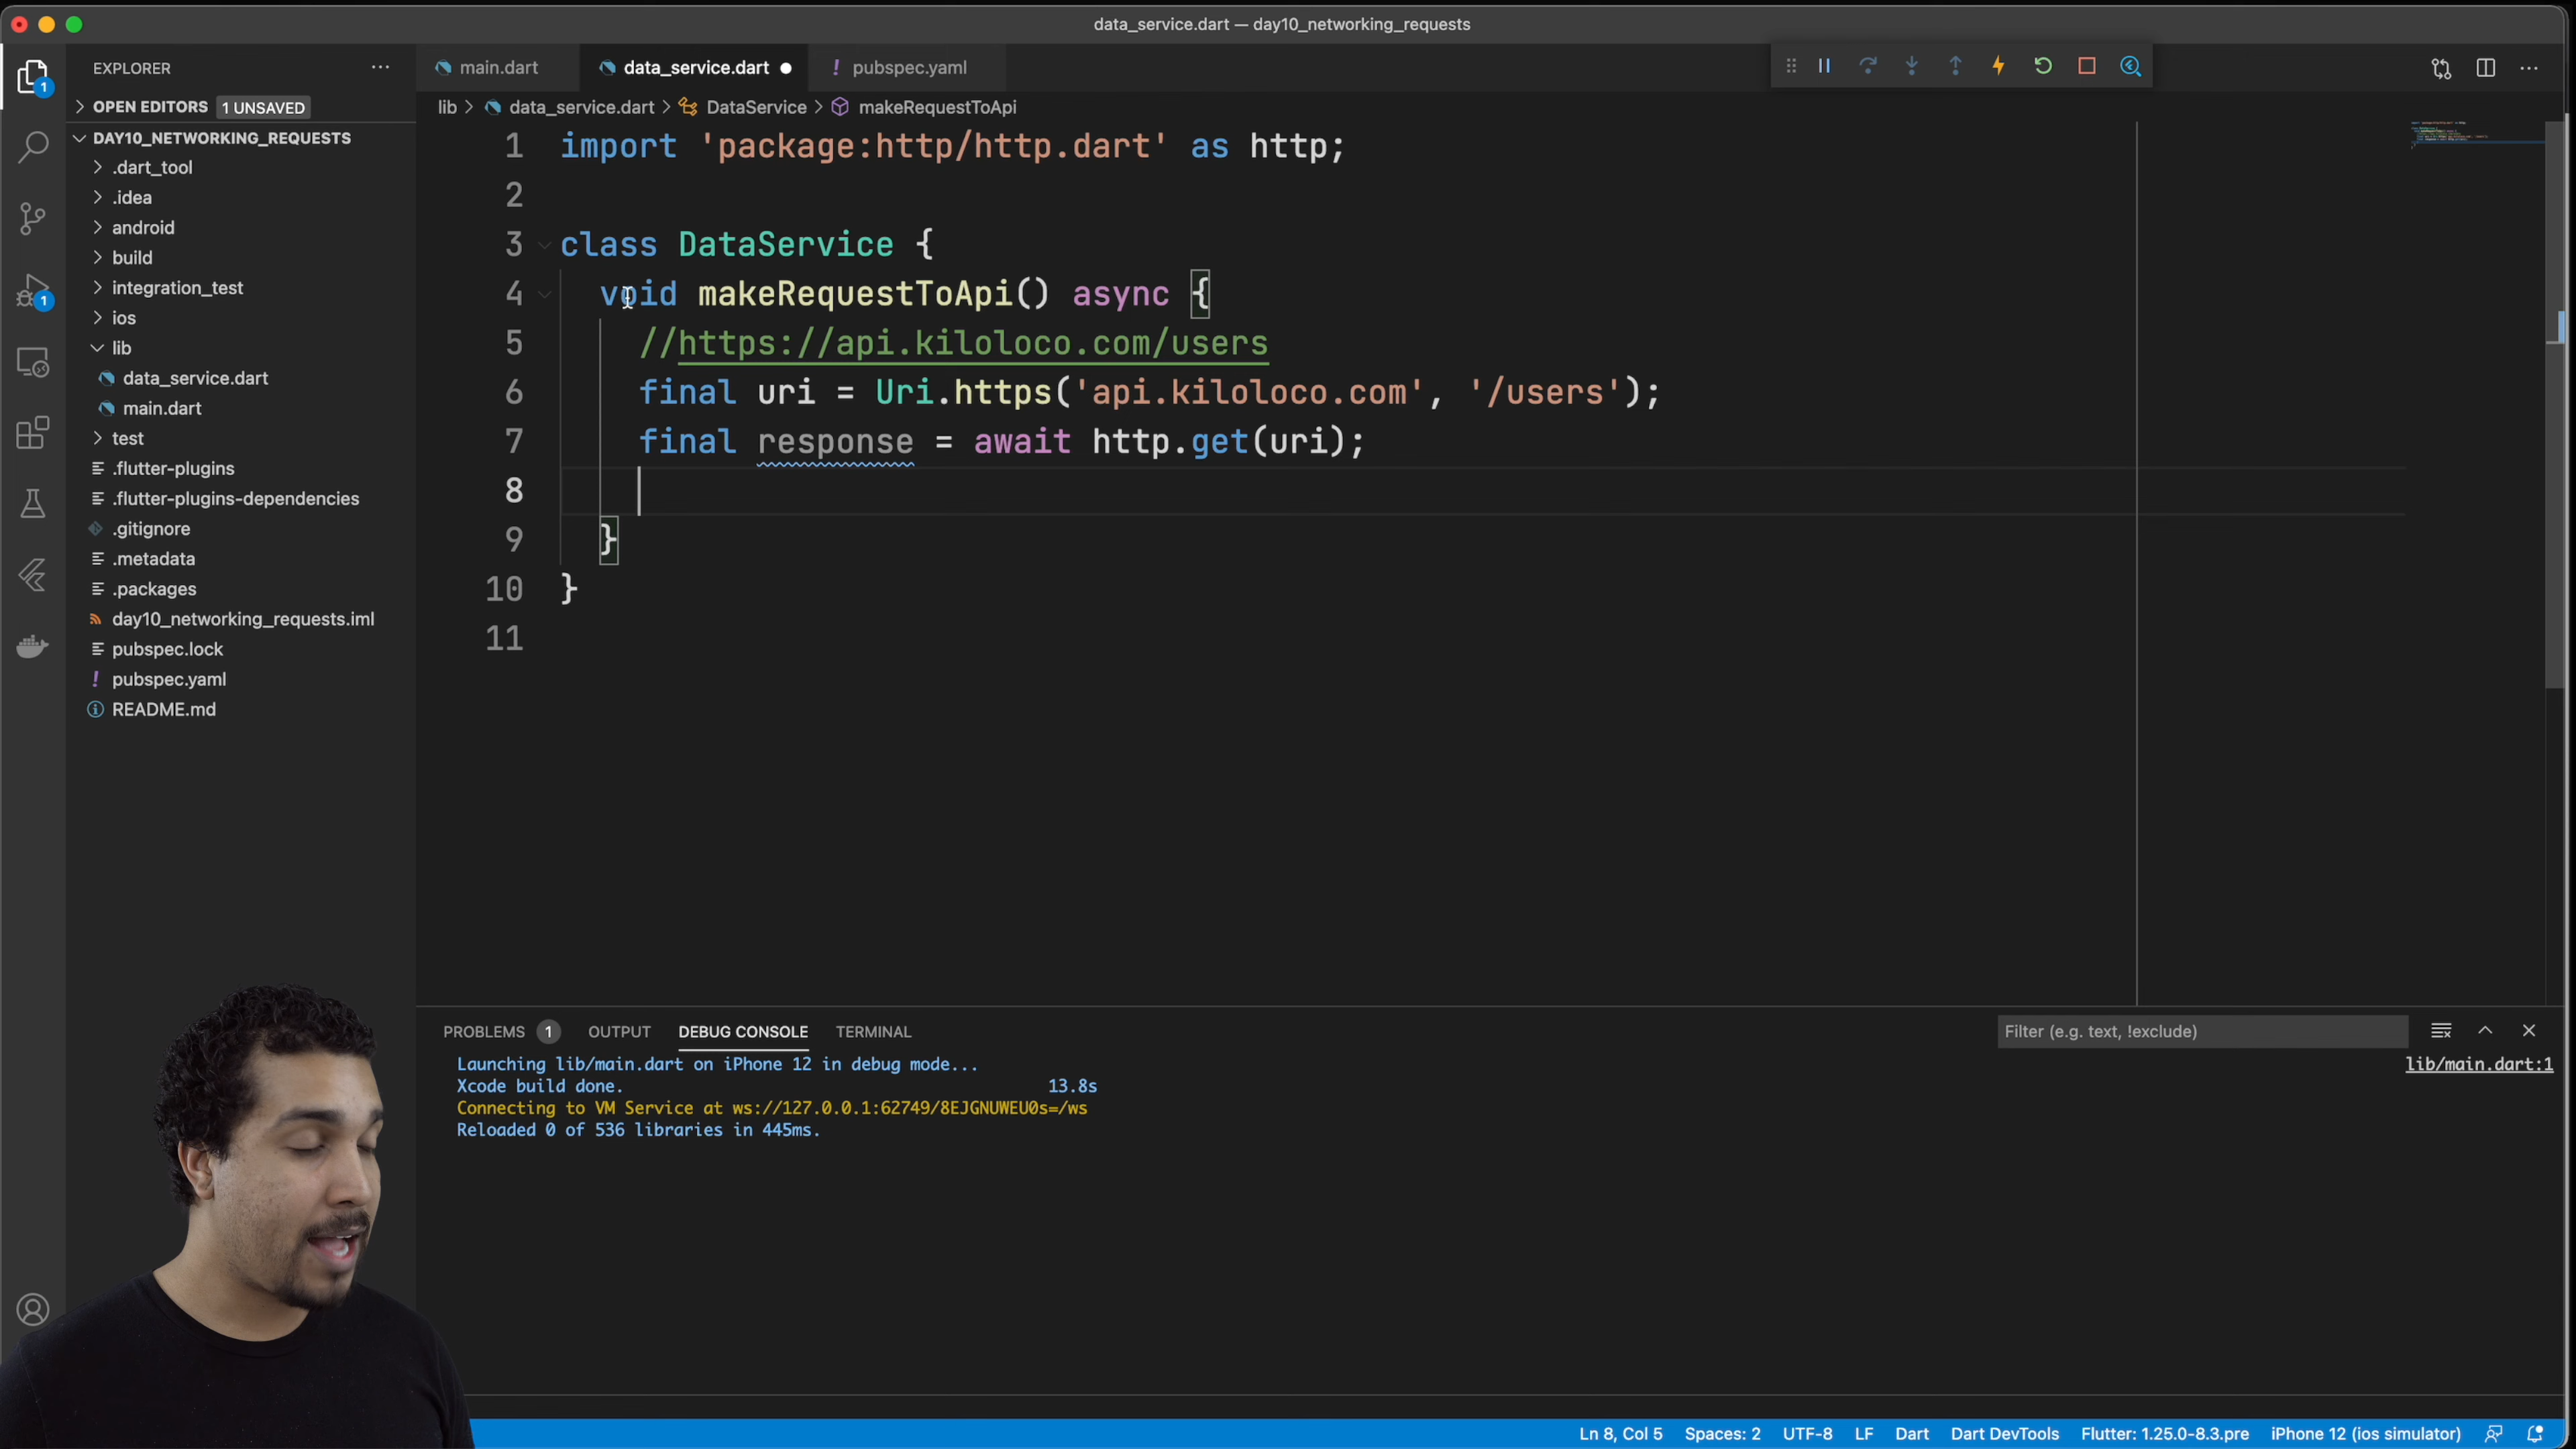 data_service.dart — day10_networking_requests
EXPLORER
main.dart
data_service.dart
pubspec.yaml
OPEN EDITORS 1 UNSAVED
lib > data_service.dart > DataService > makeRequestToApi
DAY10_NETWORKING_REQUESTS
.dart_tool
.idea
android
build
integration_test
ios
lib
data_service.dart
main.dart
test
.flutter-plugins
.flutter-plugins-dependencies
.gitignore
.metadata
.packages
day10_networking_requests.iml
pubspec.lock
pubspec.yaml
README.md
1
1
1 import 'package:http/http.dart' as http;
2
3 class DataService {
4 void makeRequestToApi() async {
5 //https://api.kiloloco.com/users
6 final uri = Uri.https('api.kiloloco.com', '/users');
7 final response = await http.get(uri);
8
9 }
10 }
11
PROBLEMS 1 OUTPUT DEBUG CONSOLE TERMINAL
Filter (e.g. text, !exclude)
Launching lib/main.dart on iPhone 12 in debug mode...
lib/main.dart:1
Xcode build done. 13.8s
Connecting to VM Service at ws://127.0.0.1:62749/8EJGNUWEU0s=/ws
Reloaded 0 of 536 libraries in 445ms.
Ln 8, Col 5 Spaces: 2 UTF-8 LF Dart Dart DevTools Flutter: 1.25.0-8.3.pre iPhone 12 (ios simulator)